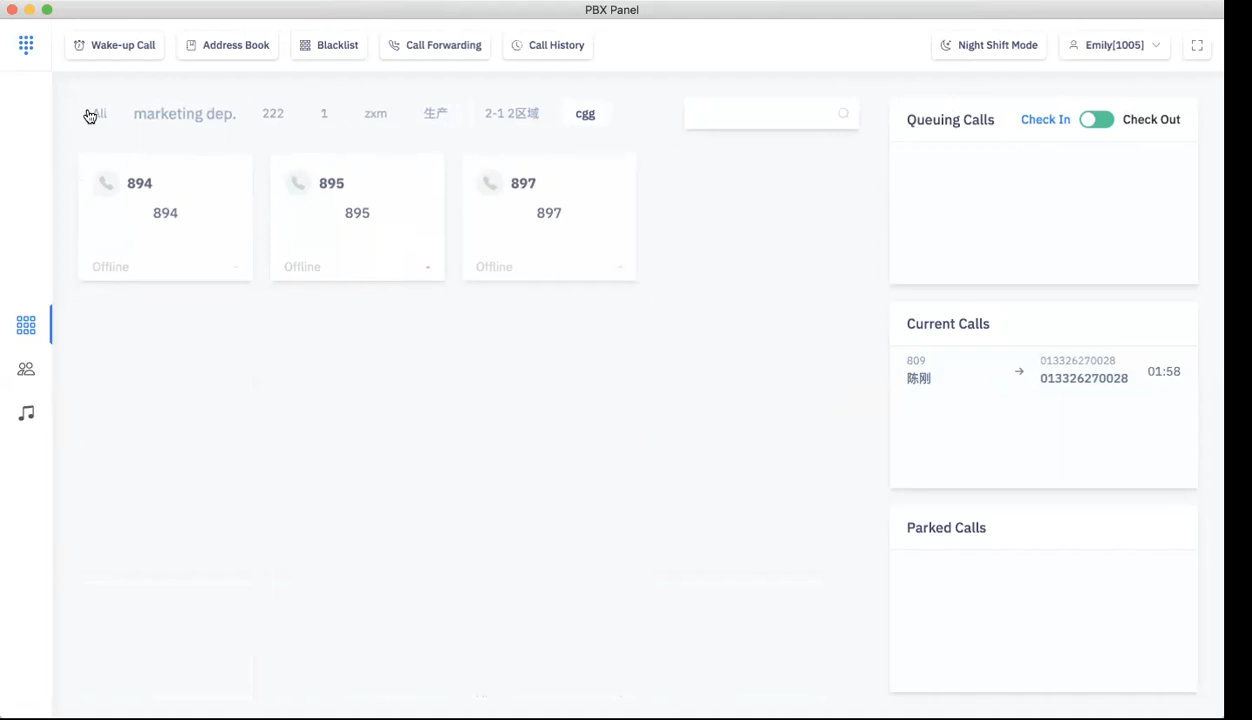 PBX Panel
Wake-up Call
Address Book
Blacklist
Call Forwarding
Call History
Night Shift Mode
Emily[1005]
marketing dep.
222
1
zxm
生产
2-1 2区域
cgg
Queuing Calls
Check In
Check Out
894
894
Offline
-
895
895
Offline
-
897
897
Offline
-
Current Calls
809
陈刚
→
013326270028
013326270028
01:58
Parked Calls